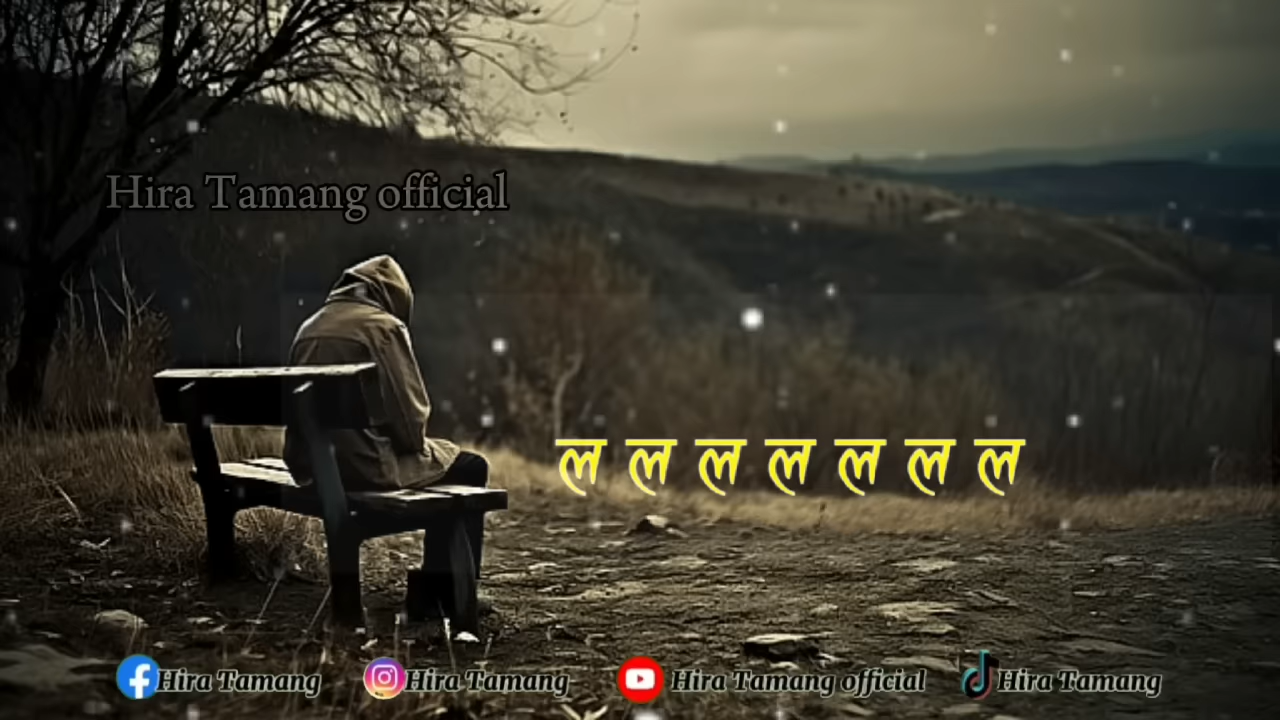 Hira Tamang official
ल ल ल ल ल ल ल
Hira Tamang Hira Tamang Hira Tamang official Hira Tamang